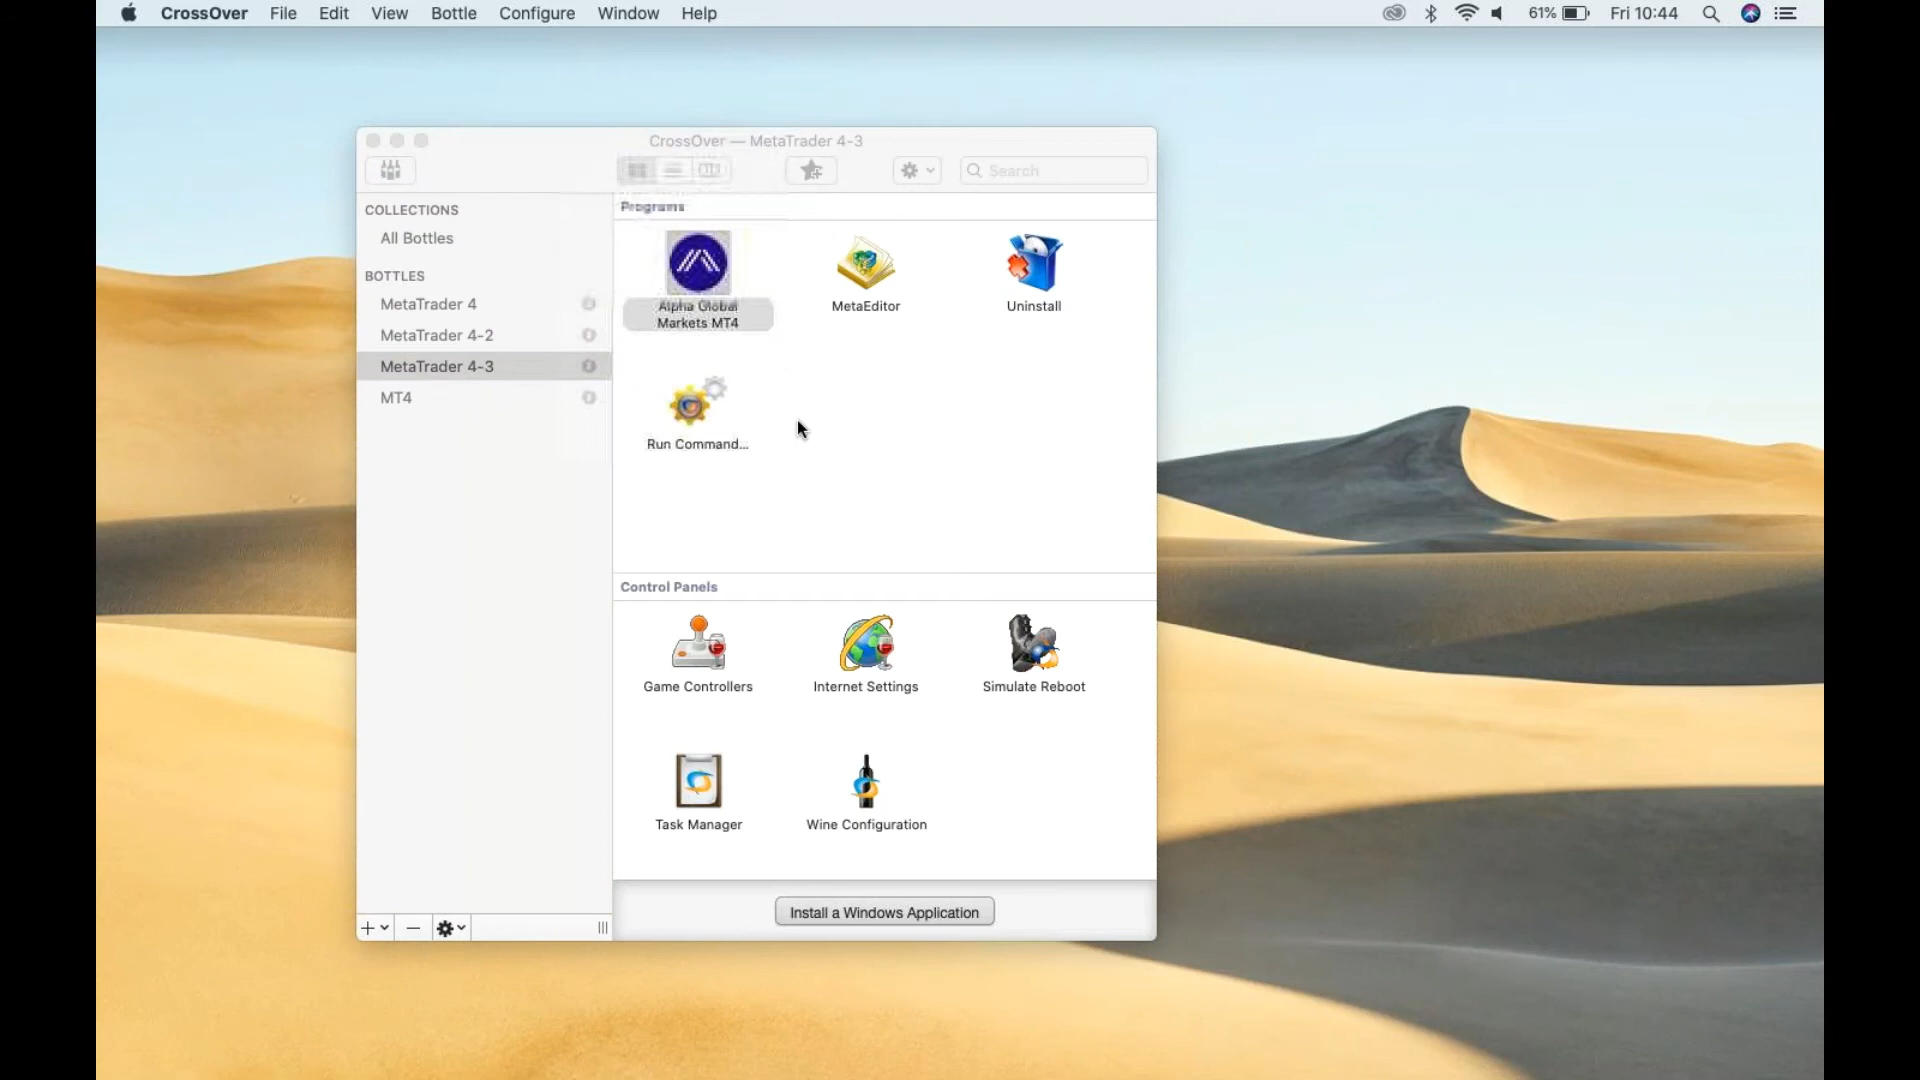 CrossOver File Edit View Bottle Configure Window Help 61% Fri 10:44
CrossOver — MetaTrader 4-3
Search
COLLECTIONS
All Bottles
BOTTLES
MetaTrader 4
MetaTrader 4-2
MetaTrader 4-3
MT4
Programs
Alpha Global
Markets MT4
MetaEditor
Uninstall
Run Command...
Control Panels
Game Controllers
Internet Settings
Simulate Reboot
Task Manager
Wine Configuration
Install a Windows Application